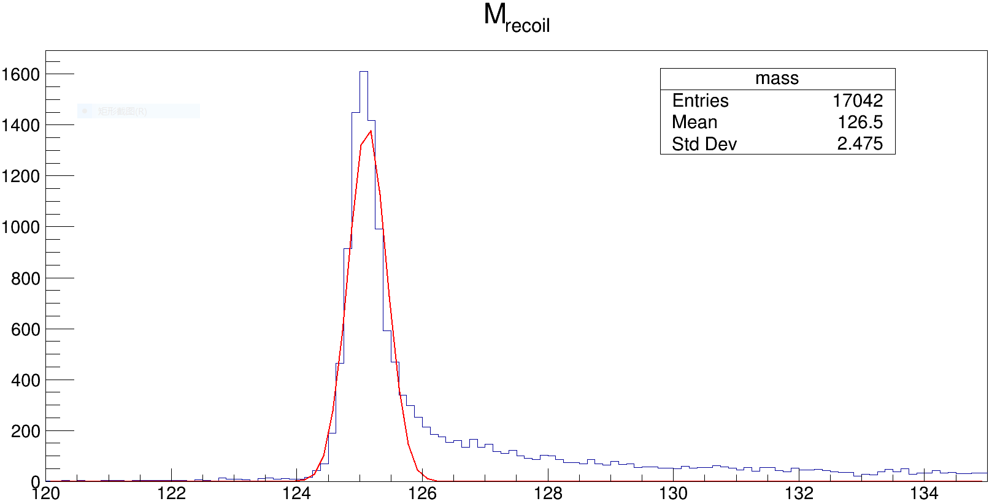 Mrecoil
1600
1400
1200
1000
800
600
400
200
0
矩形截图(R)
mass
Entries 17042
Mean 126.5
Std Dev 2.475
120 122 124 126 128 130 132 134